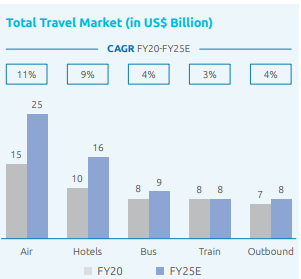 Total Travel Market (in US$ Billion)
CAGR FY20-FY25E
11% 9% 4% 3% 4%
25
15
16
10
8 9
8 8
7 8
Air Hotels Bus Train Outbound
FY20 FY25E